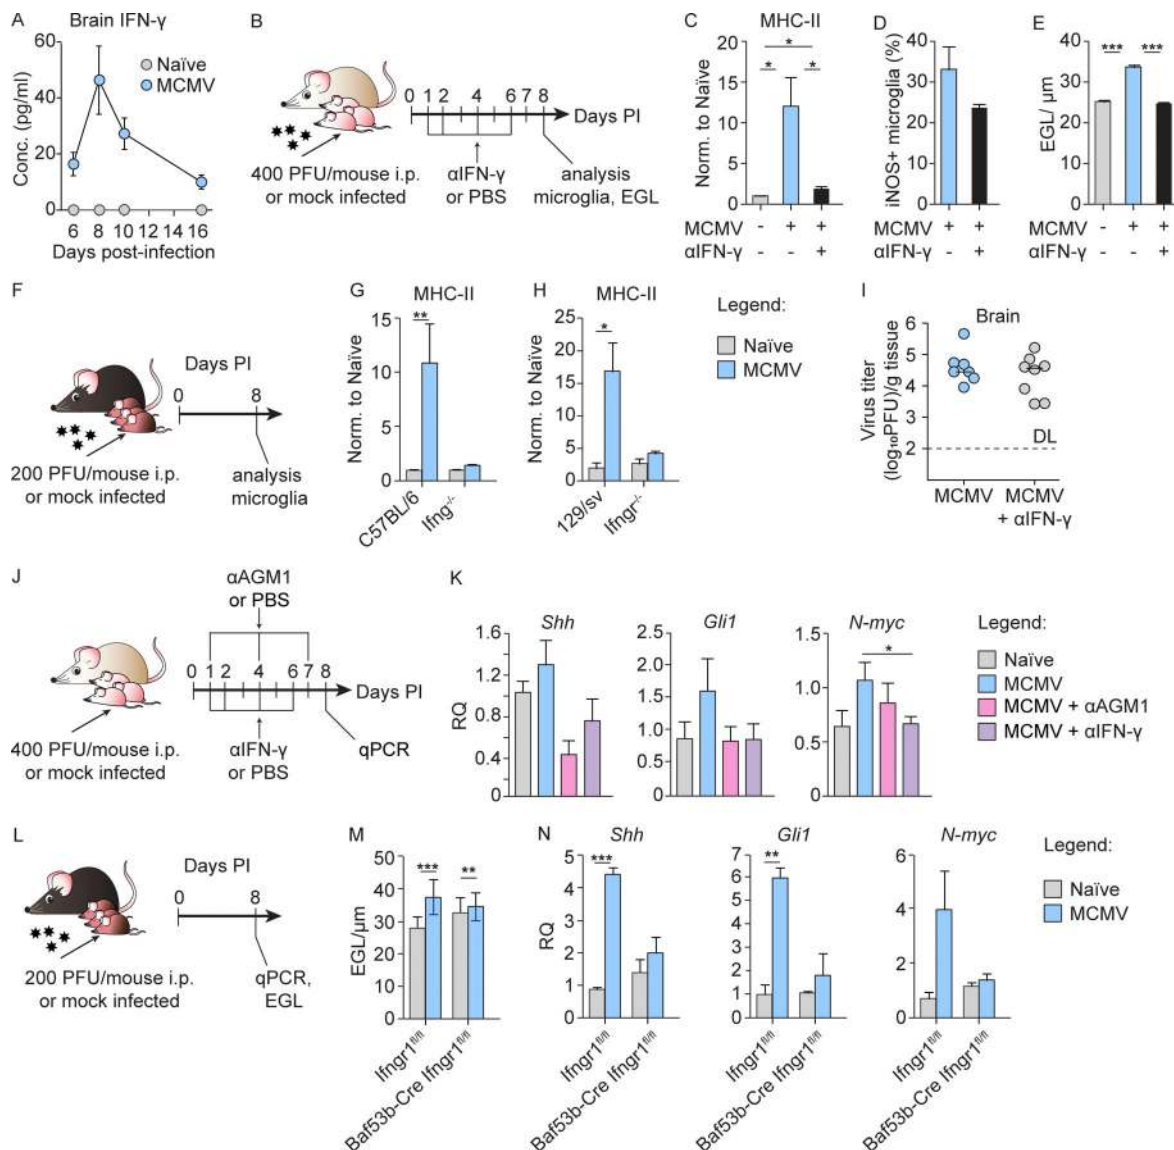 A
Brain IFN-γ
Conc. (pg/ml)
60
40
20
0
6 8 10 12 14 16
Days post-infection
Naïve
MCMV
B
0 1 2 4 6 7 8
Days PI
400 PFU/mouse i.p.
or mock infected
αIFN-γ
or PBS
analysis
microglia, EGL
C
MHC-II
Norm. to Naïve
20
15
10
5
0
* * *
MCMV - + +
αIFN-γ - - +
D
iNOS+ microglia (%)
40
30
20
10
0
MCMV + +
αIFN-γ - +
E
EGL/ µm
40
30
20
10
0
*** ***
MCMV - + +
αIFN-γ - - +
F
Days PI
0 8
200 PFU/mouse i.p.
or mock infected
analysis
microglia
G
MHC-II
Norm. to Naïve
15
10
5
0
**
C57BL/6
Ifng-/-
H
MHC-II
Norm. to Naïve
25
20
15
10
5
0
*
129/sv
Ifngr-/-
Legend:
Naïve
MCMV
I
Brain
Virus titer
(log₁₀PFU)/g tissue
6
5
4
3
2
1
DL
MCMV
MCMV
+ αIFN-γ
J
αAGM1
or PBS
0 1 2 4 6 7 8
Days PI
400 PFU/mouse i.p.
or mock infected
αIFN-γ
or PBS
qPCR
K
Shh
RQ
1.6
1.2
0.8
0.4
0
Gli1
2.5
2.0
1.5
1.0
0.5
0
N-myc
1.5
1.0
0.5
0
*
Legend:
Naïve
MCMV
MCMV + αAGM1
MCMV + αIFN-γ
L
Days PI
0 8
200 PFU/mouse i.p.
or mock infected
qPCR,
EGL
M
EGL/µm
50
40
30
20
10
0
*** **
Ifngr1fl/fl
Baf53b-Cre Ifngr1fl/fl
N
Shh
RQ
5
4
3
2
1
0
***
Ifngr1fl/fl
Baf53b-Cre Ifngr1fl/fl
Gli1
7
6
5
4
3
2
1
0
**
Ifngr1fl/fl
Baf53b-Cre Ifngr1fl/fl
N-myc
6
4
2
0
Ifngr1fl/fl
Baf53b-Cre Ifngr1fl/fl
Legend:
Naïve
MCMV